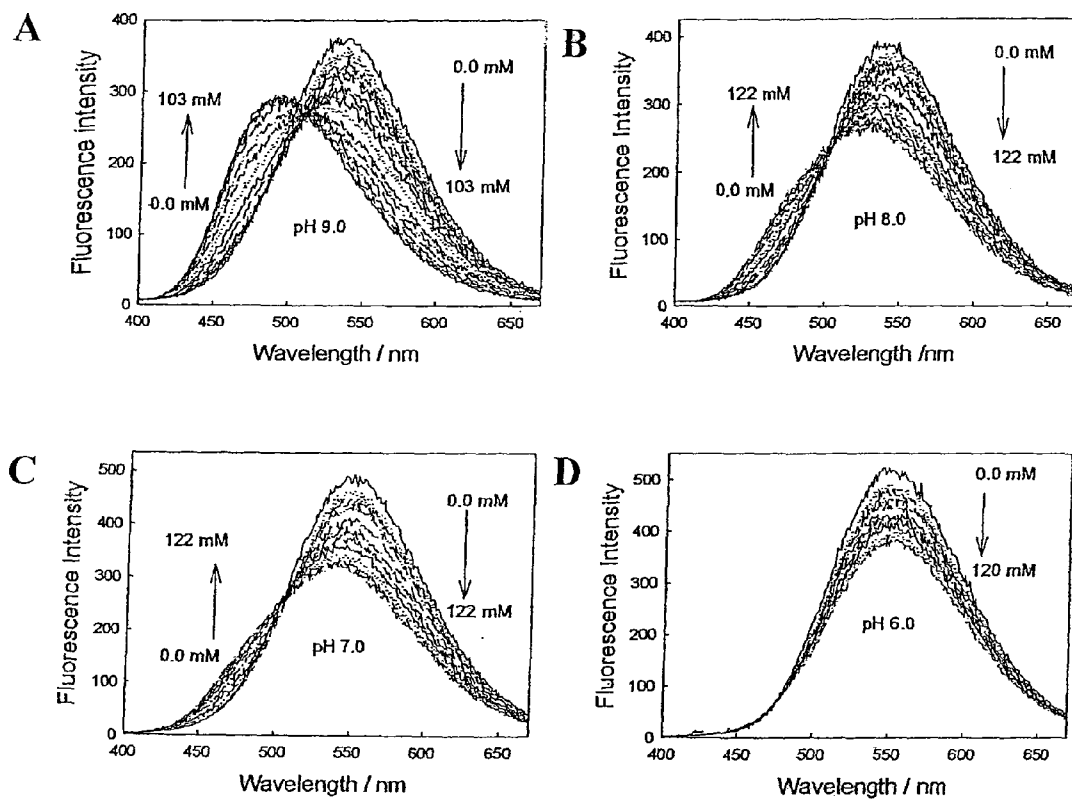 A
Fluorescence intensity
400
300
200
100
0
103 mM
0.0 mM
0.0 mM
103 mM
pH 9.0
400 450 500 550 600 650
Wavelength / nm
B
Fluorescence Intensity
400
300
200
100
0
122 mM
0.0 mM
0.0 mM
122 mM
pH 8.0
400 450 500 550 600 650
Wavelength /nm
C
Fluorescence Intensity
500
400
300
200
100
0
122 mM
0.0 mM
0.0 mM
122 mM
pH 7.0
400 450 500 550 600 650
Wavelength / nm
D
Fluorescence Intensity
500
400
300
200
100
0
0.0 mM
120 mM
pH 6.0
400 450 500 550 600 650
Wavelength / nm